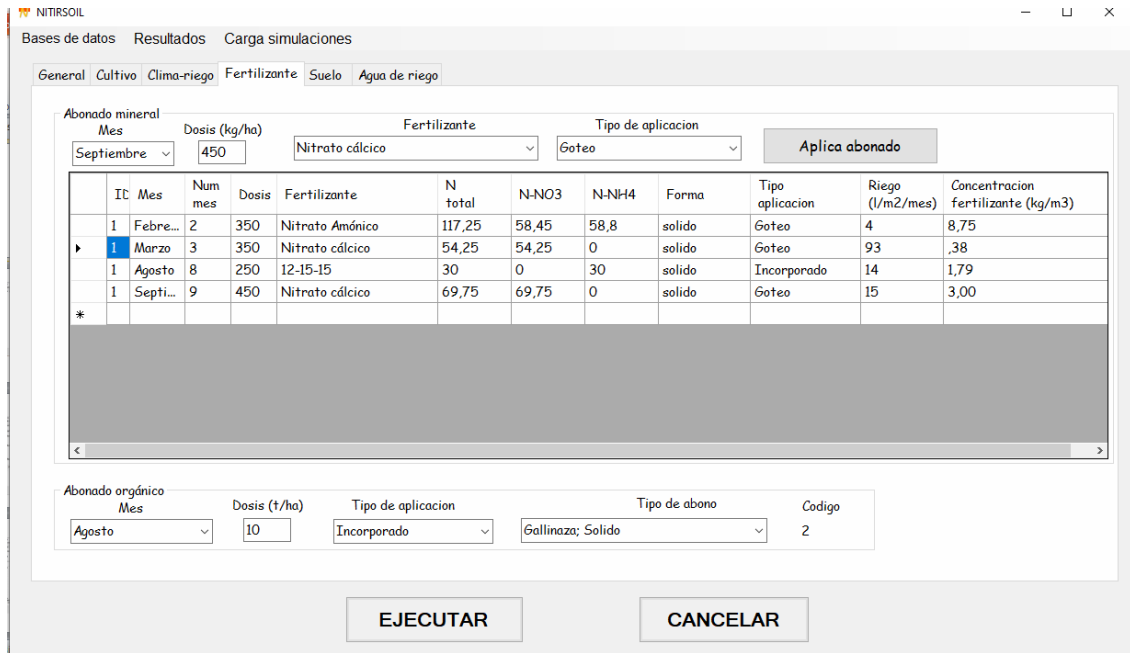 NITIRSOIL
Bases de datos Resultados Carga simulaciones
General Cultivo Clima-riego Fertilizante Suelo Agua de riego
Abonado mineral
Mes Dosis (kg/ha) Fertilizante Tipo de aplicacion
Septiembre 450 Nitrato cálcico Goteo Aplica abonado
ID Mes Num mes Dosis Fertilizante N total N-NO3 N-NH4 Forma Tipo aplicacion Riego (l/m2/mes) Concentracion fertilizante (kg/m3)
1 Febre... 2 350 Nitrato Amónico 117,25 58,45 58,8 solido Goteo 4 8,75
1 Marzo 3 350 Nitrato cálcico 54,25 54,25 0 solido Goteo 93 ,38
1 Agosto 8 250 12-15-15 30 0 30 solido Incorporado 14 1,79
1 Septi... 9 450 Nitrato cálcico 69,75 69,75 0 solido Goteo 15 3,00
*
Abonado orgánico
Mes Dosis (t/ha) Tipo de aplicacion Tipo de abono Codigo
Agosto 10 Incorporado Gallinaza; Solido 2
EJECUTAR CANCELAR